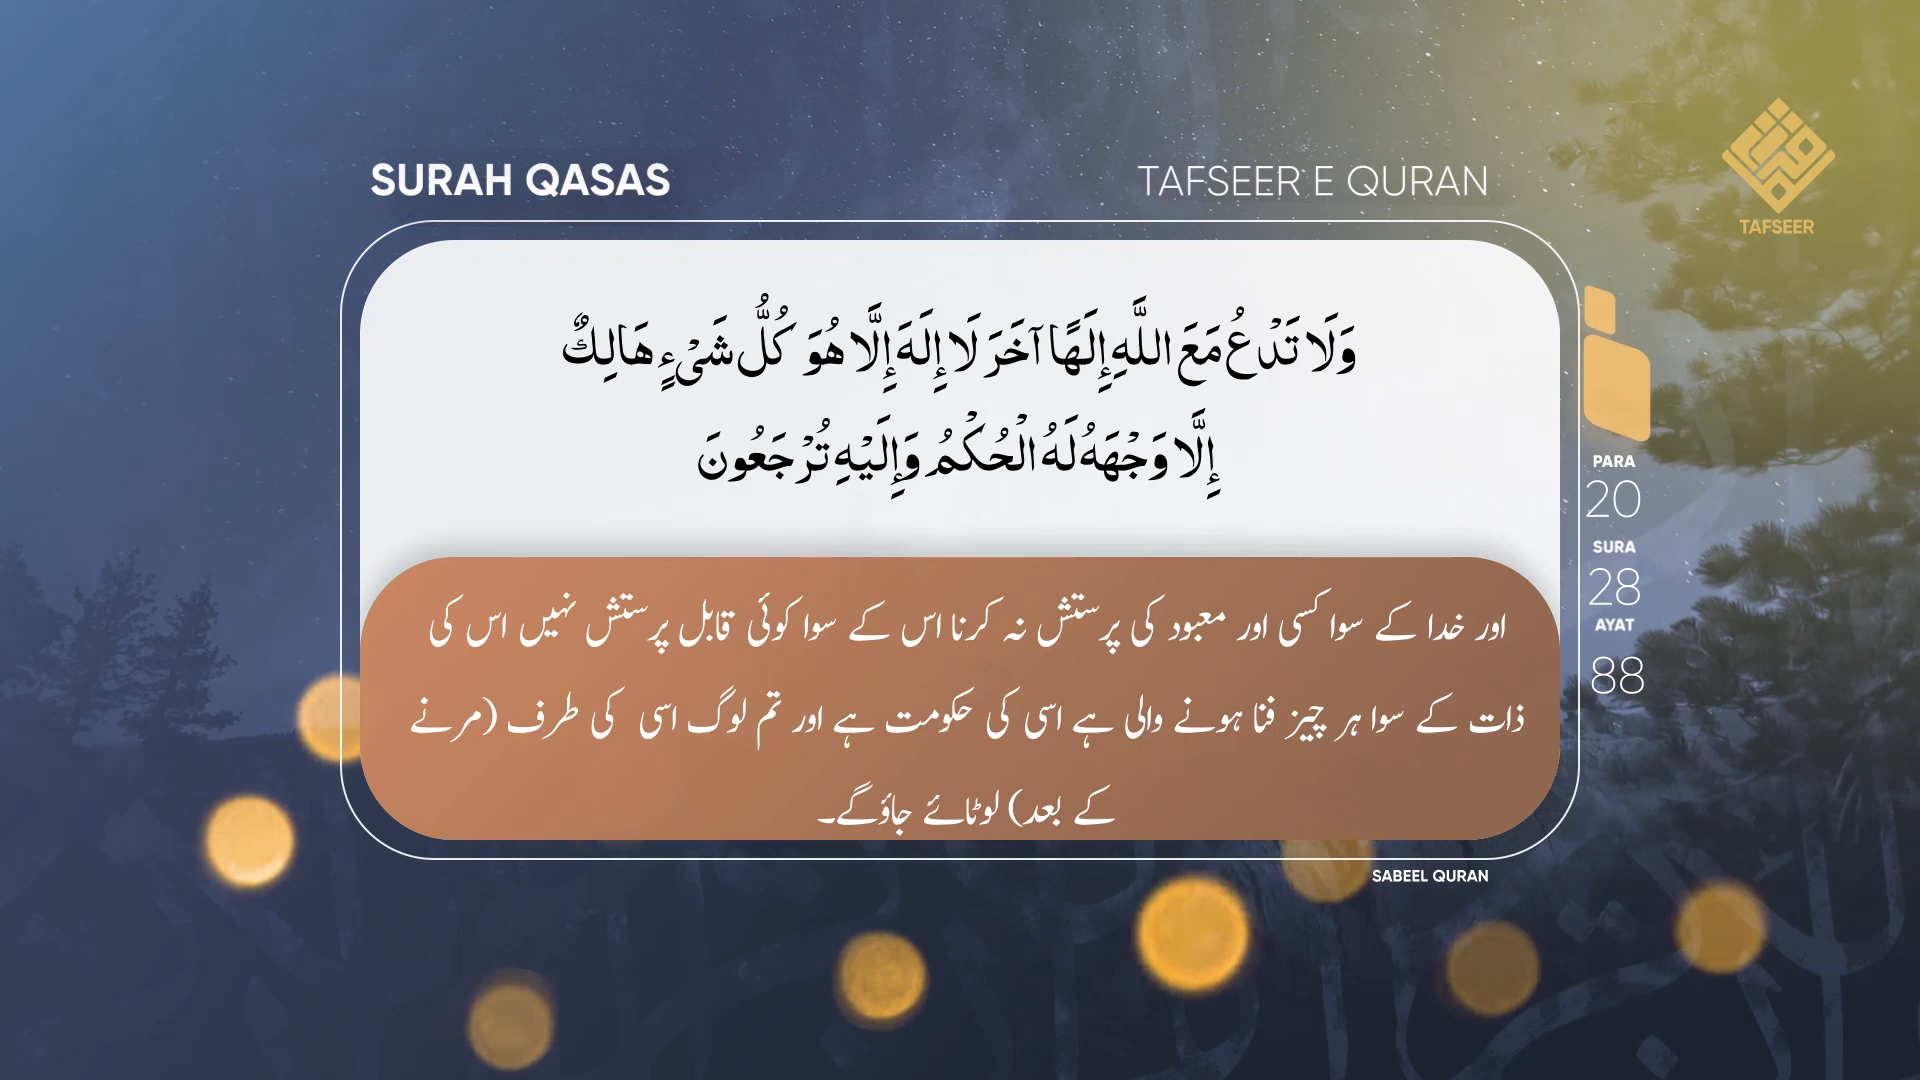 SURAH QASAS
TAFSEER E QURAN
TAFSEER
وَلَا تَدْعُ مَعَ اللَّهِ إِلَهًا آخَرَ لَا إِلَهَ إِلَّا هُوَ كُلُّ شَيْءٍ هَالِكٌ
إِلَّا وَجْهَهُ لَهُ الْحُكْمُ وَإِلَيْهِ تُرْجَعُونَ
اور خدا کے سوا کسی اور معبود کی پرستش نہ کرنا اس کے سوا کوئی قابل پرستش نہیں اس کی
ذات کے سوا ہر چیز فنا ہونے والی ہے اسی کی حکومت ہے اور تم لوگ اسی کی طرف (مرنے
کے بعد) لوٹائے جاؤگے۔
PARA
20
SURA
28
AYAT
88
SABEEL QURAN